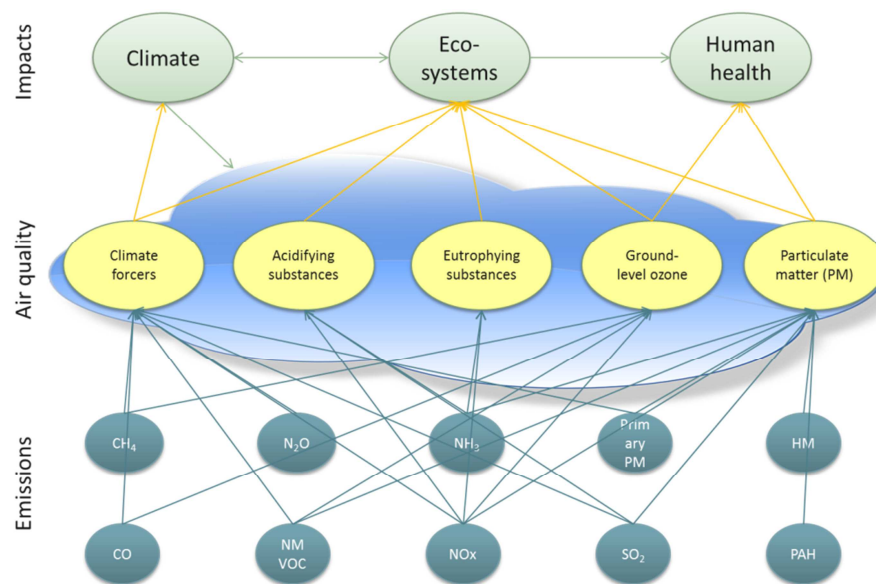 Impacts
Climate
Eco-
systems
Human
health
Air quality
Climate
forcers
Acidifying
substances
Eutrophying
substances
Ground-
level ozone
Particulate
matter (PM)
Emissions
CH₄
N₂O
NH₃
Prim
ary
PM
HM
CO
NM
VOC
NOx
SO₂
PAH